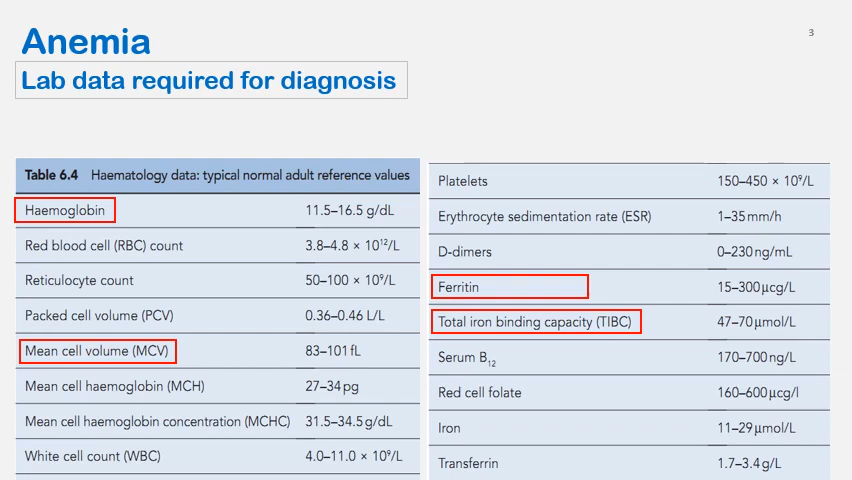 3
Anemia
Lab data required for diagnosis
Table 6.4 Haematology data: typical normal adult reference values
Haemoglobin 11.5–16.5 g/dL
Red blood cell (RBC) count 3.8–4.8 × 10¹²/L
Reticulocyte count 50–100 × 10⁹/L
Packed cell volume (PCV) 0.36–0.46 L/L
Mean cell volume (MCV) 83–101 fL
Mean cell haemoglobin (MCH) 27–34 pg
Mean cell haemoglobin concentration (MCHC) 31.5–34.5 g/dL
White cell count (WBC) 4.0–11.0 × 10⁹/L
Platelets 150–450 × 10⁹/L
Erythrocyte sedimentation rate (ESR) 1–35 mm/h
D-dimers 0–230 ng/mL
Ferritin 15–300 μcg/L
Total iron binding capacity (TIBC) 47–70 μmol/L
Serum B₁₂ 170–700 ng/L
Red cell folate 160–600 μcg/l
Iron 11–29 μmol/L
Transferrin 1.7–3.4 g/L